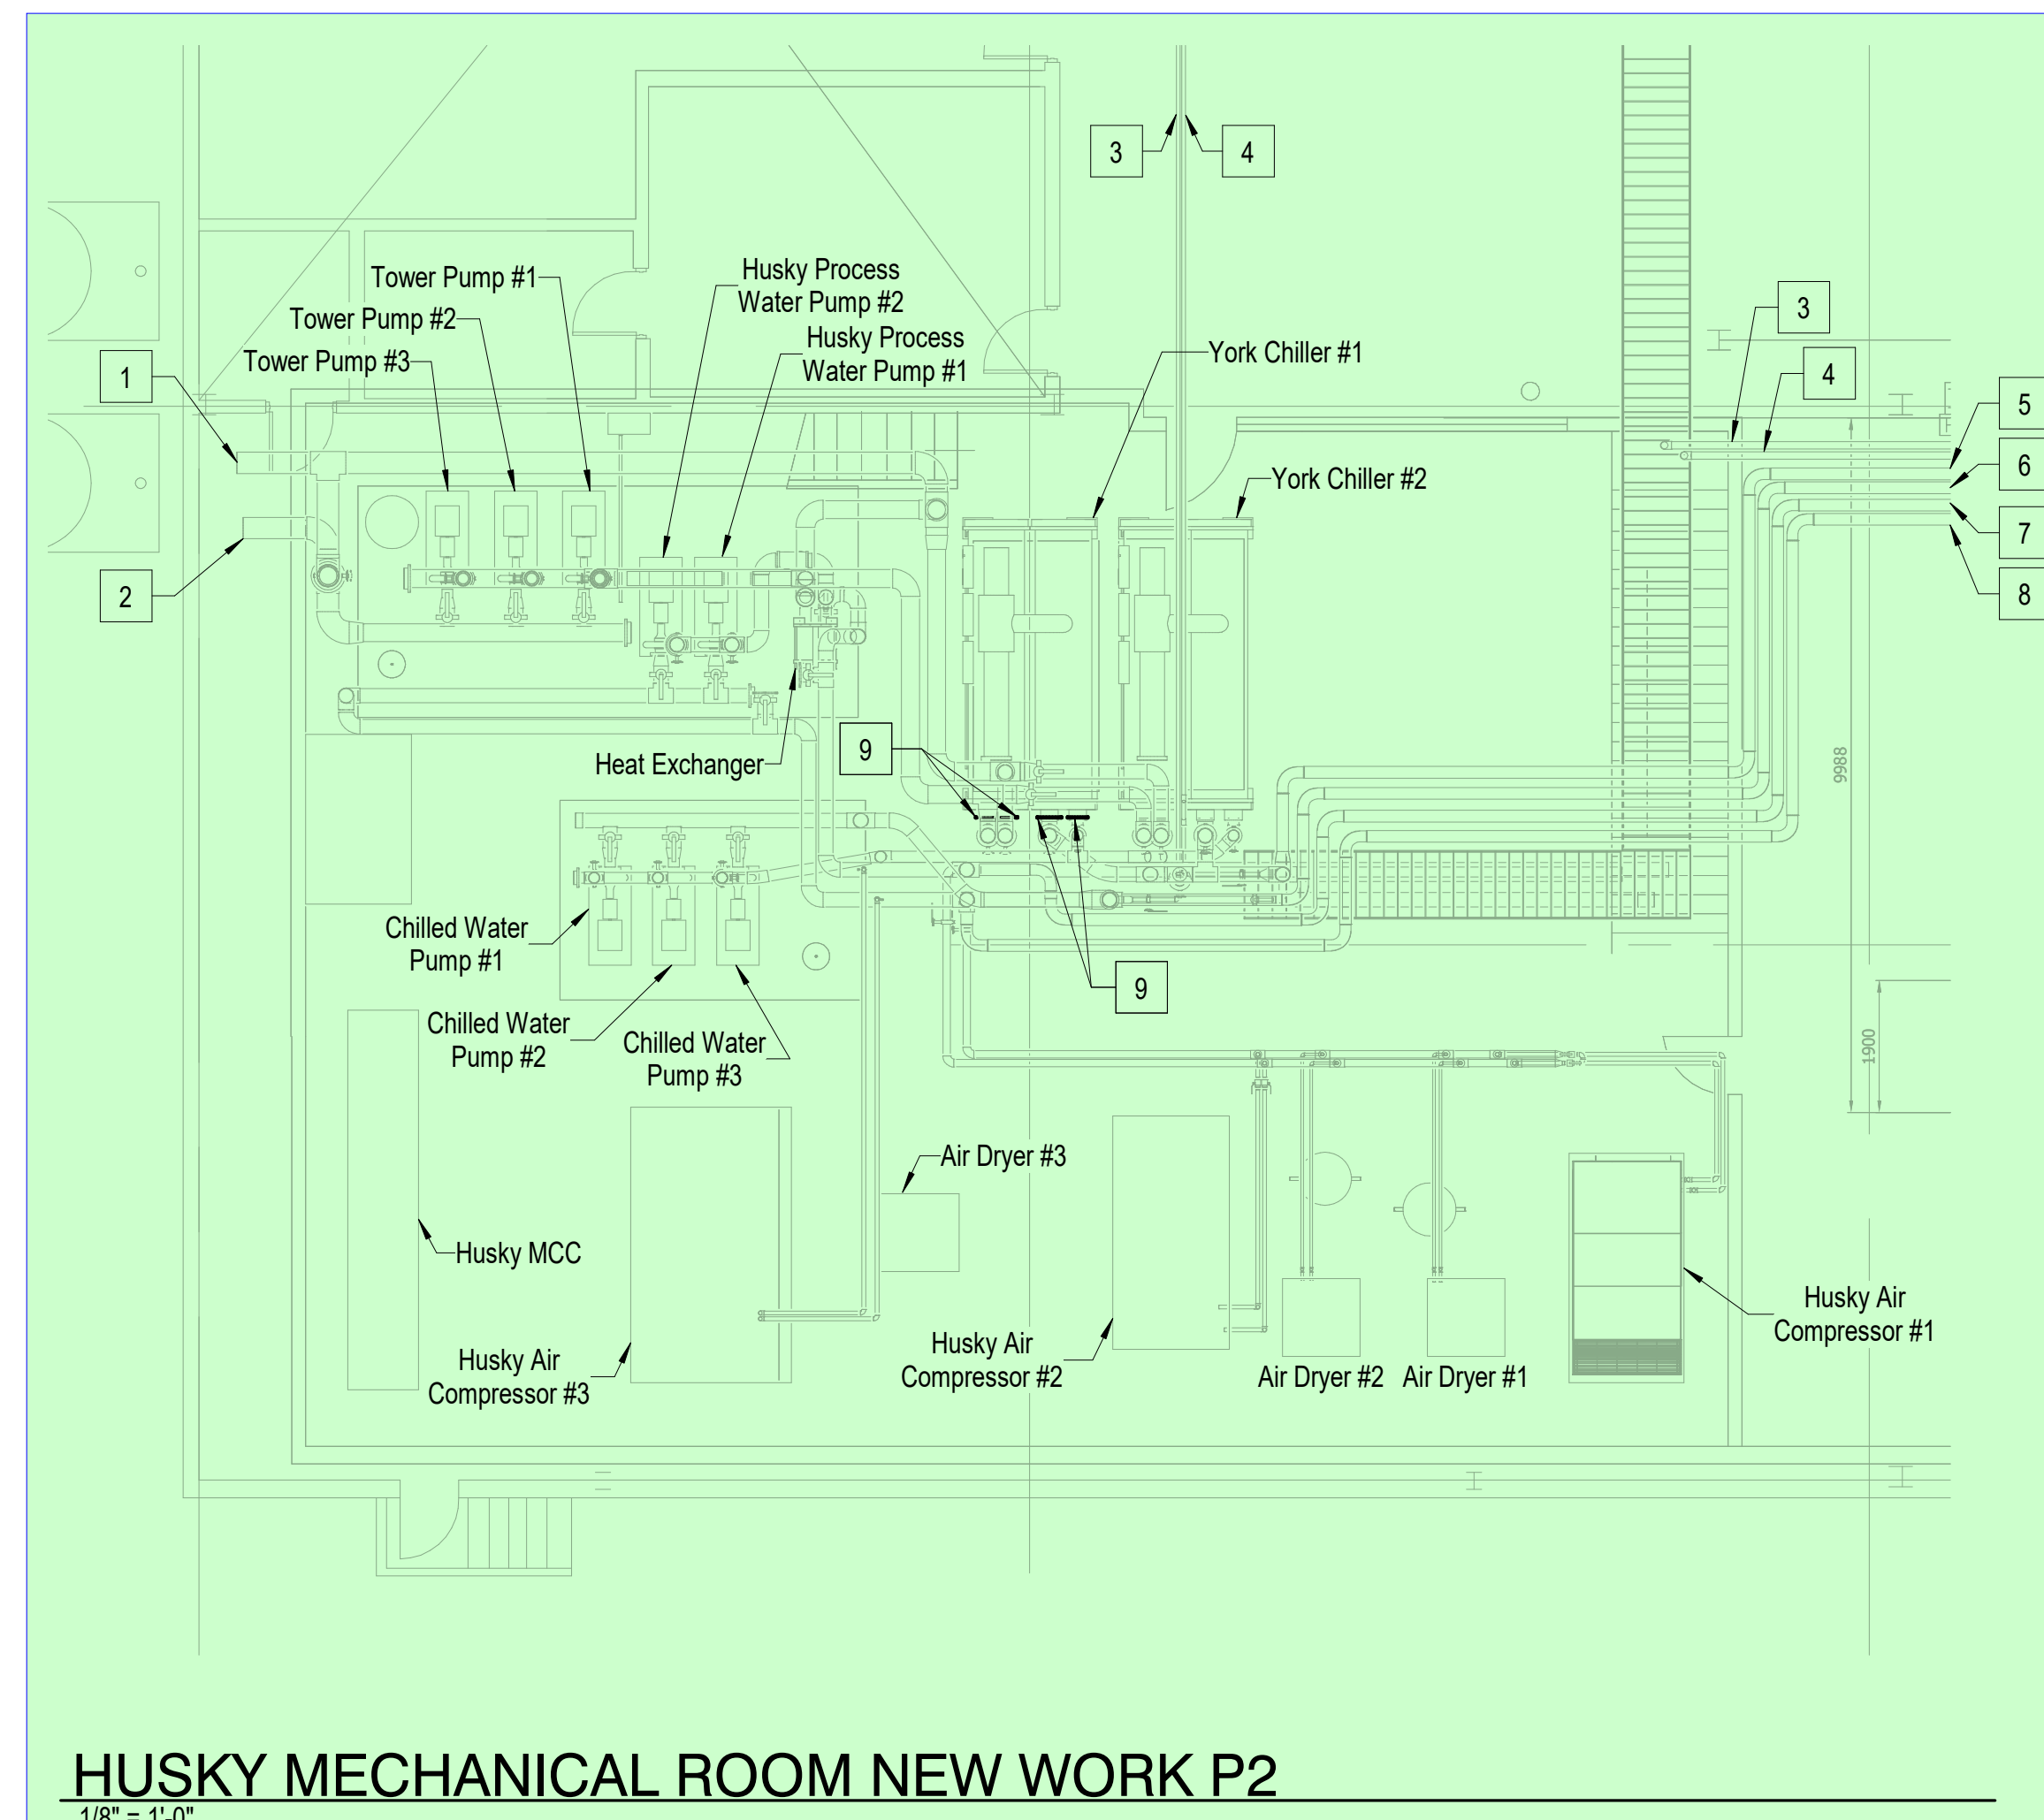 3
4
Tower Pump #1
Husky Process
Water Pump #2
Tower Pump #2
Husky Process
Water Pump #1
Tower Pump #3
York Chiller #1
3
4
1
5
6
York Chiller #2
7
2
8
9
Heat Exchanger
9988
Chilled Water
Pump #1
9
Chilled Water
Pump #2
Chilled Water
Pump #3
1900
Air Dryer #3
Husky MCC
Husky Air
Compressor #1
Husky Air
Compressor #2
Husky Air
Compressor #3
Air Dryer #2
Air Dryer #1
HUSKY MECHANICAL ROOM NEW WORK P2
1/8" = 1'-0"